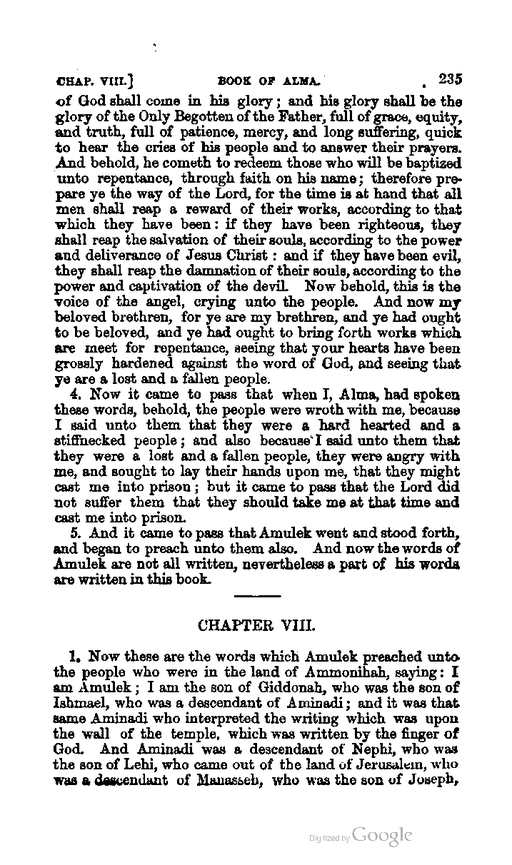 CHAP. VIII.] BOOK OF ALMA. 235
of God shall come in his glory; and his glory shall be the
glory of the Only Begotten of the Father, full of grace, equity,
and truth, full of patience, mercy, and long suffering, quick
to hear the cries of his people and to answer their prayers.
And behold, he cometh to redeem those who will be baptized
unto repentance, through faith on his name; therefore pre-
pare ye the way of the Lord, for the time is at hand that all
men shall reap a reward of their works, according to that
which they have been: if they have been righteous, they
shall reap the salvation of their souls, according to the power
and deliverance of Jesus Christ: and if they have been evil,
they shall reap the damnation of their souls, according to the
power and captivation of the devil. Now behold, this is the
voice of the angel, crying unto the people. And now my
beloved brethren, for ye are my brethren, and ye had ought
to be beloved, and ye had ought to bring forth works which
are meet for repentance, seeing that your hearts have been
grossly hardened against the word of God, and seeing that
ye are a lost and a fallen people.
4. Now it came to pass that when I, Alma, had spoken
these words, behold, the people were wroth with me, because
I said unto them that they were a hard hearted and a
stiffnecked people; and also because I said unto them that
they were a lost and a fallen people, they were angry with
me, and sought to lay their hands upon me, that they might
cast me into prison; but it came to pass that the Lord did
not suffer them that they should take me at that time and
cast me into prison.
5. And it came to pass that Amulek went and stood forth,
and began to preach unto them also. And now the words of
Amulek are not all written, nevertheless a part of his words
are written in this book.
CHAPTER VIII.
1. Now these are the words which Amulek preached unto
the people who were in the land of Ammonihah, saying: I
am Amulek; I am the son of Giddonah, who was the son of
Ishmael, who was a descendant of Aminadi; and it was that
same Aminadi who interpreted the writing which was upon
the wall of the temple, which was written by the finger of
God. And Aminadi was a descendant of Nephi, who was
the son of Lehi, who came out of the land of Jerusalem, who
was a descendant of Manasseh, who was the son of Joseph,
Digitized by Google